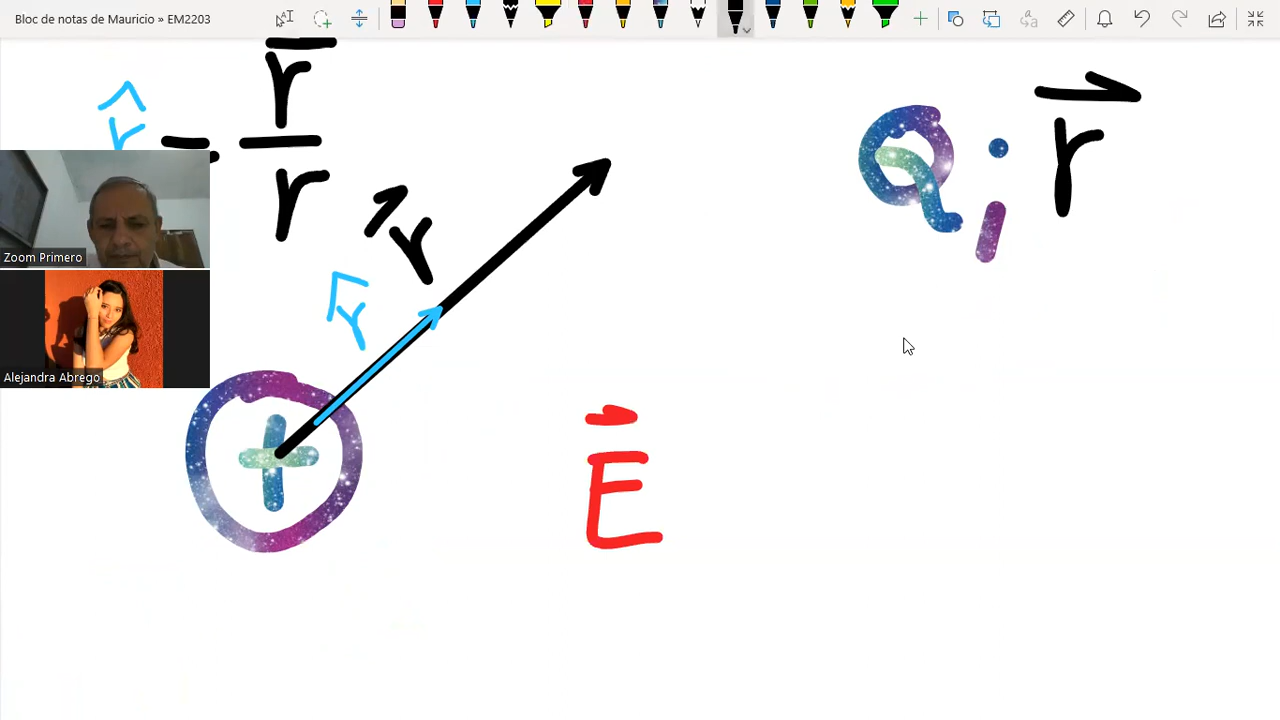 Bloc de notas de Mauricio » EM2203
r̂ = r⃗ / r
Q; r⃗
r⃗
r̂
Zoom Primero
Alejandra Abrego
+
E⃗